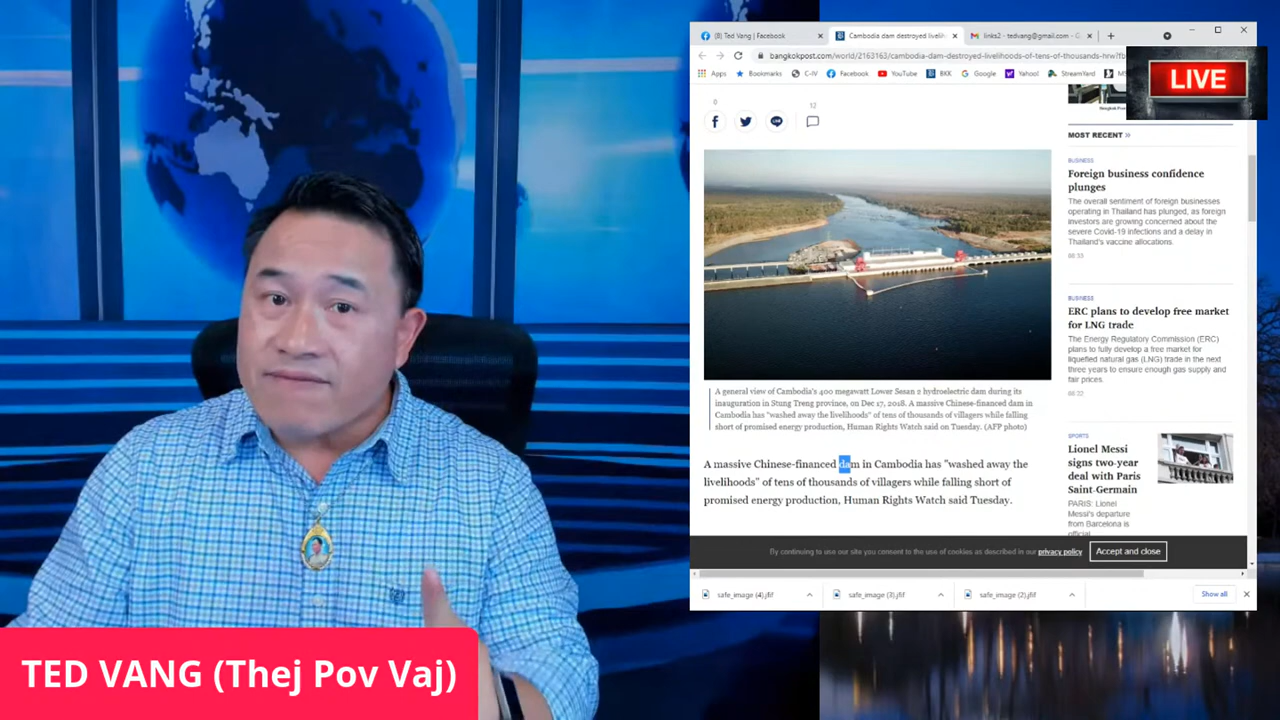 (8) Ted Vang | Facebook
Cambodia dam destroyed livelih
links2 - tedvang@gmail.com - G
bangkokpost.com/world/2163163/cambodia-dam-destroyed-livelihoods-of-tens-of-thousands-hrw?fb
Apps
Bookmarks
C-IV
Facebook
YouTube
BKK
Google
Yahoo!
StreamYard
LIVE
0
12
MOST RECENT »
BUSINESS
Foreign business confidence
plunges
The overall sentiment of foreign businesses
operating in Thailand has plunged, as foreign
investors are growing concerned about the
severe Covid-19 infections and a delay in
Thailand's vaccine allocations.
08:33
BUSINESS
ERC plans to develop free market
for LNG trade
The Energy Regulatory Commission (ERC)
plans to fully develop a free market for
liquefied natural gas (LNG) trade in the next
three years to ensure enough gas supply and
fair prices.
08:22
SPORTS
Lionel Messi
signs two-year
deal with Paris
Saint-Germain
PARIS: Lionel
Messi's departure
from Barcelona is
official
A general view of Cambodia's 400 megawatt Lower Sesan 2 hydroelectric dam during its
inauguration in Stung Treng province, on Dec 17, 2018. A massive Chinese-financed dam in
Cambodia has "washed away the livelihoods" of tens of thousands of villagers while falling
short of promised energy production, Human Rights Watch said on Tuesday. (AFP photo)
A massive Chinese-financed dam in Cambodia has "washed away the
livelihoods" of tens of thousands of villagers while falling short of
promised energy production, Human Rights Watch said Tuesday.
By continuing to use our site you consent to the use of cookies as described in our privacy policy
Accept and close
safe_image (4).jfif
safe_image (3).jfif
safe_image (2).jfif
Show all
TED VANG (Thej Pov Vaj)